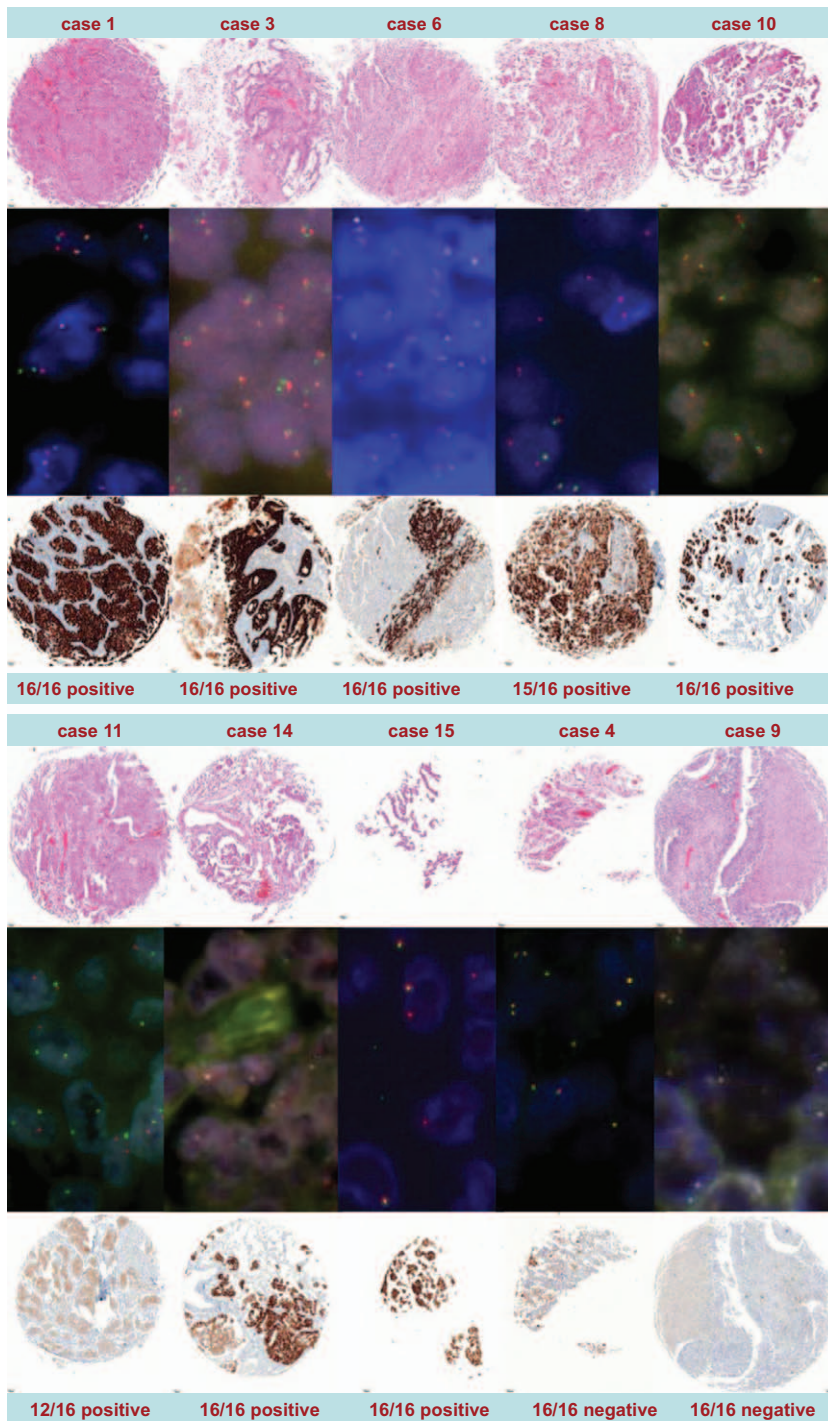 case 1 case 3 case 6 case 8 case 10
16/16 positive 16/16 positive 16/16 positive 15/16 positive 16/16 positive
case 11 case 14 case 15 case 4 case 9
12/16 positive 16/16 positive 16/16 positive 16/16 negative 16/16 negative